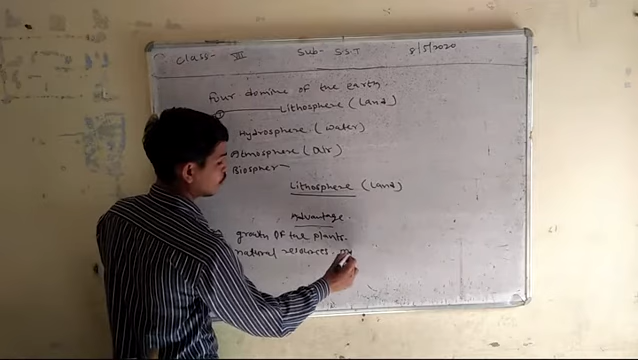 Class- VII Sub- S.S.T 8/5/2020
Four domine of the earth.
① Lithosphere (Land)
Hydrosphere (Water)
Atmosphere (Air)
Biospher
Lithosphere (Land)
Advantage.
growth Of the plants.
natural resources.